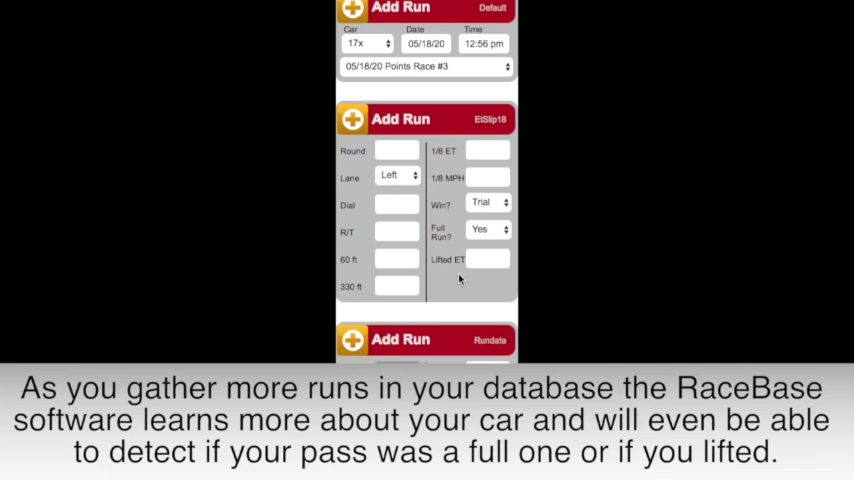 Add Run Default
Car Date Time
17x 05/18/20 12:56 pm
05/18/20 Points Race #3
Add Run EtSlip18
Round 1/8 ET
Lane Left 1/8 MPH
Dial Win? Trial
R/T Full Run? Yes
60 ft Lifted ET
330 ft
Add Run Rundata
As you gather more runs in your database the RaceBase
software learns more about your car and will even be able
to detect if your pass was a full one or if you lifted.